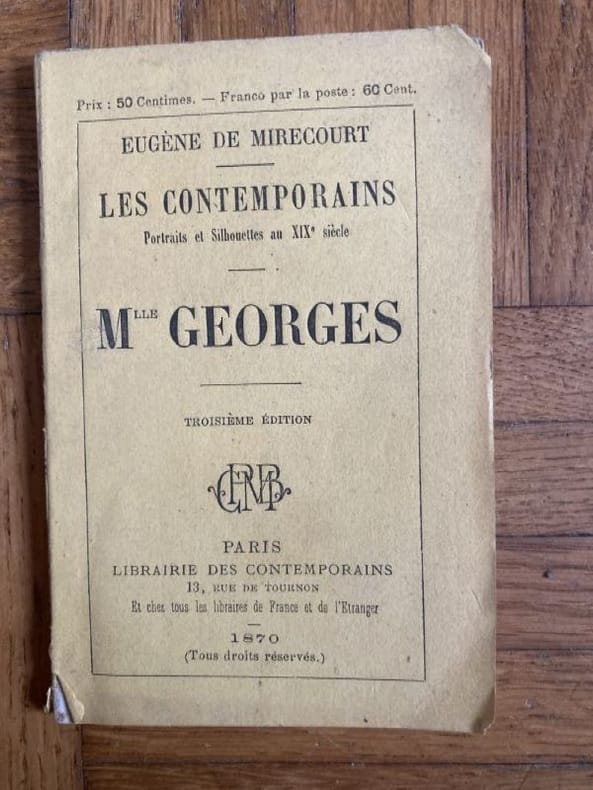 Prix : 50 Centimes. — Franco par la poste : 60 Cent.
EUGÈNE DE MIRECOURT
LES CONTEMPORAINS
Portraits et Silhouettes au XIXᵉ siècle
Mˡˡᵉ GEORGES
TROISIÈME ÉDITION
PARIS
LIBRAIRIE DES CONTEMPORAINS
13, RUE DE TOURNON
Et chez tous les libraires de France et de l'Etranger
1870
(Tous droits réservés.)